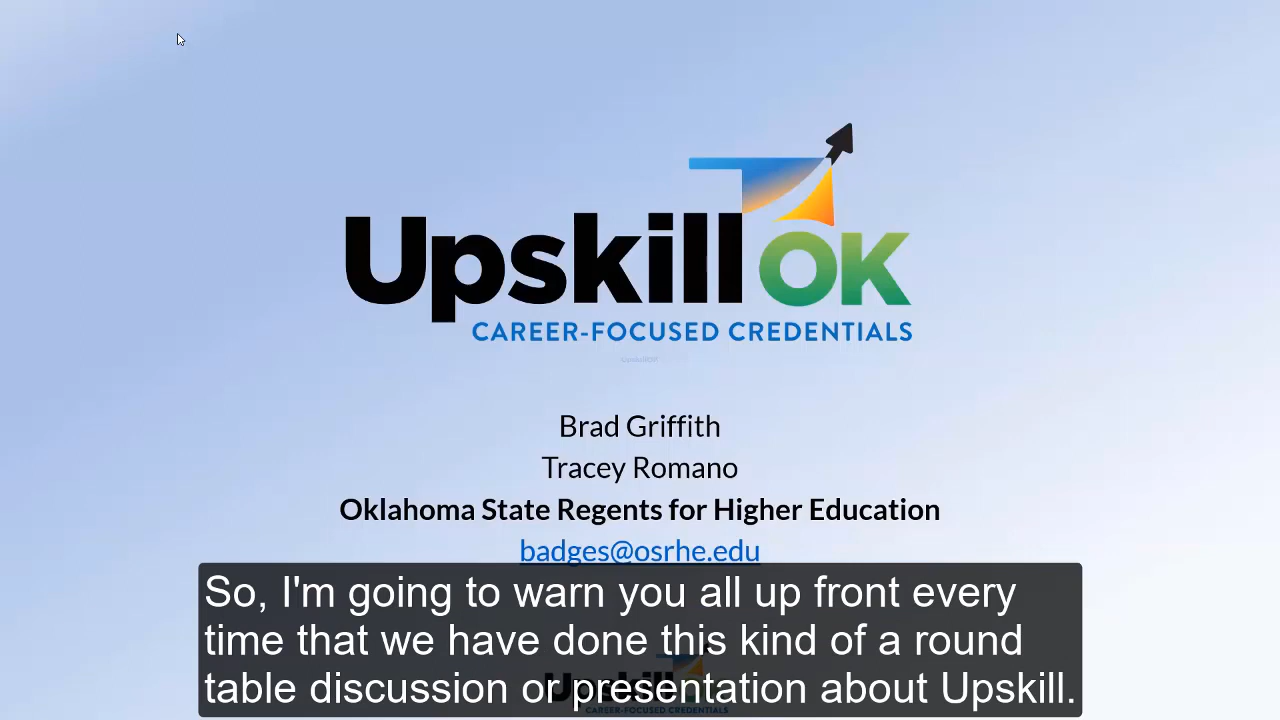 Upskill OK
CAREER-FOCUSED CREDENTIALS
Brad Griffith
Tracey Romano
Oklahoma State Regents for Higher Education
badges@osrhe.edu
So, I'm going to warn you all up front every
time that we have done this kind of a round
table discussion or presentation about Upskill.